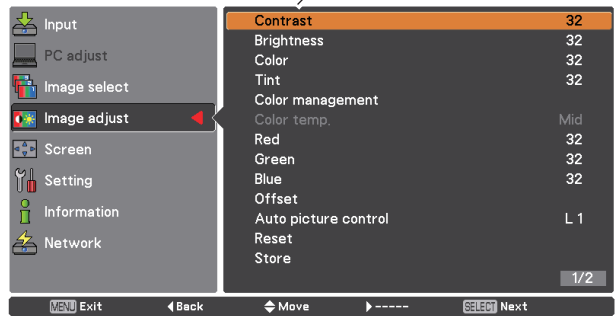 Input
PC adjust
Image select
Image adjust
Screen
Setting
Information
Network
Contrast 32
Brightness 32
Color 32
Tint 32
Color management
Color temp. Mid
Red 32
Green 32
Blue 32
Offset
Auto picture control L 1
Reset
Store
1/2
MENU Exit Back Move ----- SELECT Next